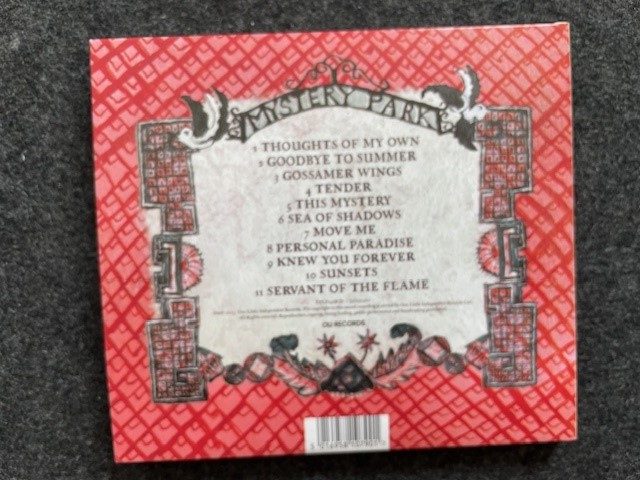 MYSTERY PARK
1 THOUGHTS OF MY OWN
2 GOODBYE TO SUMMER
3 GOSSAMER WINGS
4 TENDER
5 THIS MYSTERY
6 SEA OF SHADOWS
7 MOVE ME
8 PERSONAL PARADISE
9 KNEW YOU FOREVER
10 SUNSETS
11 SERVANT OF THE FLAME
OLI RECORDS